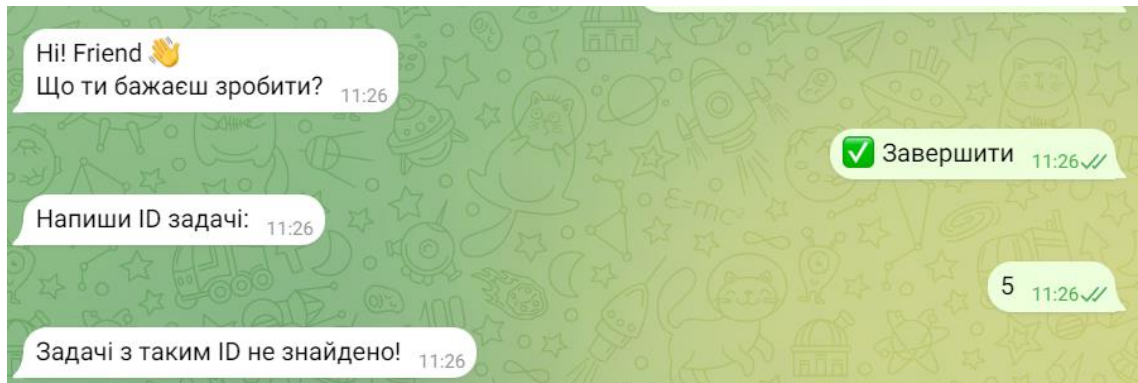 Hi! Friend 👋
Що ти бажаєш зробити? 11:26
✅ Завершити 11:26
Напиши ID задачі: 11:26
5 11:26
Задачі з таким ID не знайдено! 11:26